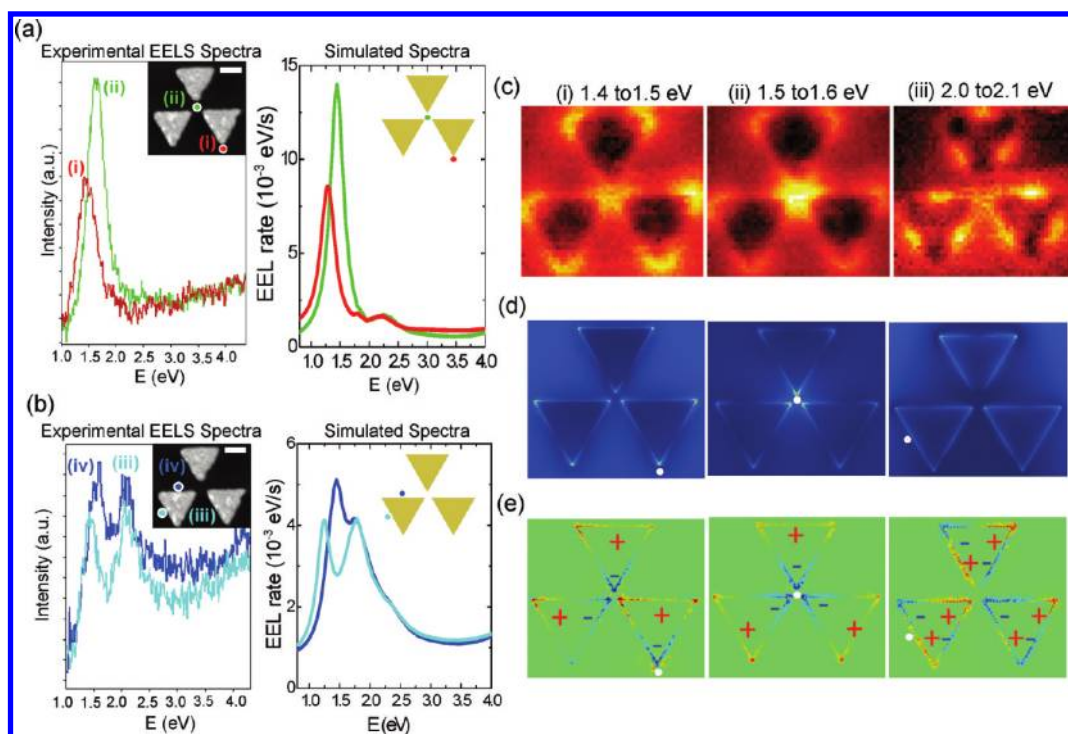 (a)
Experimental EELS Spectra
Simulated Spectra
(ii)
(ii)
(i)
(i)
Intensity (a.u.)
1.0 1.5 2.0 2.5 3.0 3.5 4.0
E (eV)
EEL rate (10⁻³ eV/s)
15
10
5
0
1.0 1.5 2.0 2.5 3.0 3.5 4.0
E (eV)
(b)
Experimental EELS Spectra
Simulated Spectra
(iv)
(iii)
(iv)
(iii)
Intensity (a.u.)
1.0 1.5 2.0 2.5 3.0 3.5 4.0
E (eV)
EEL rate (10⁻³ eV/s)
6
4
2
0
1.0 1.5 2.0 2.5 3.0 3.5 4.0
E(eV)
(c)
(i) 1.4 to1.5 eV
(ii) 1.5 to1.6 eV
(iii) 2.0 to2.1 eV
(d)
(e)
+ - + - + -
+ - - - + +
- + - + - + + - - +